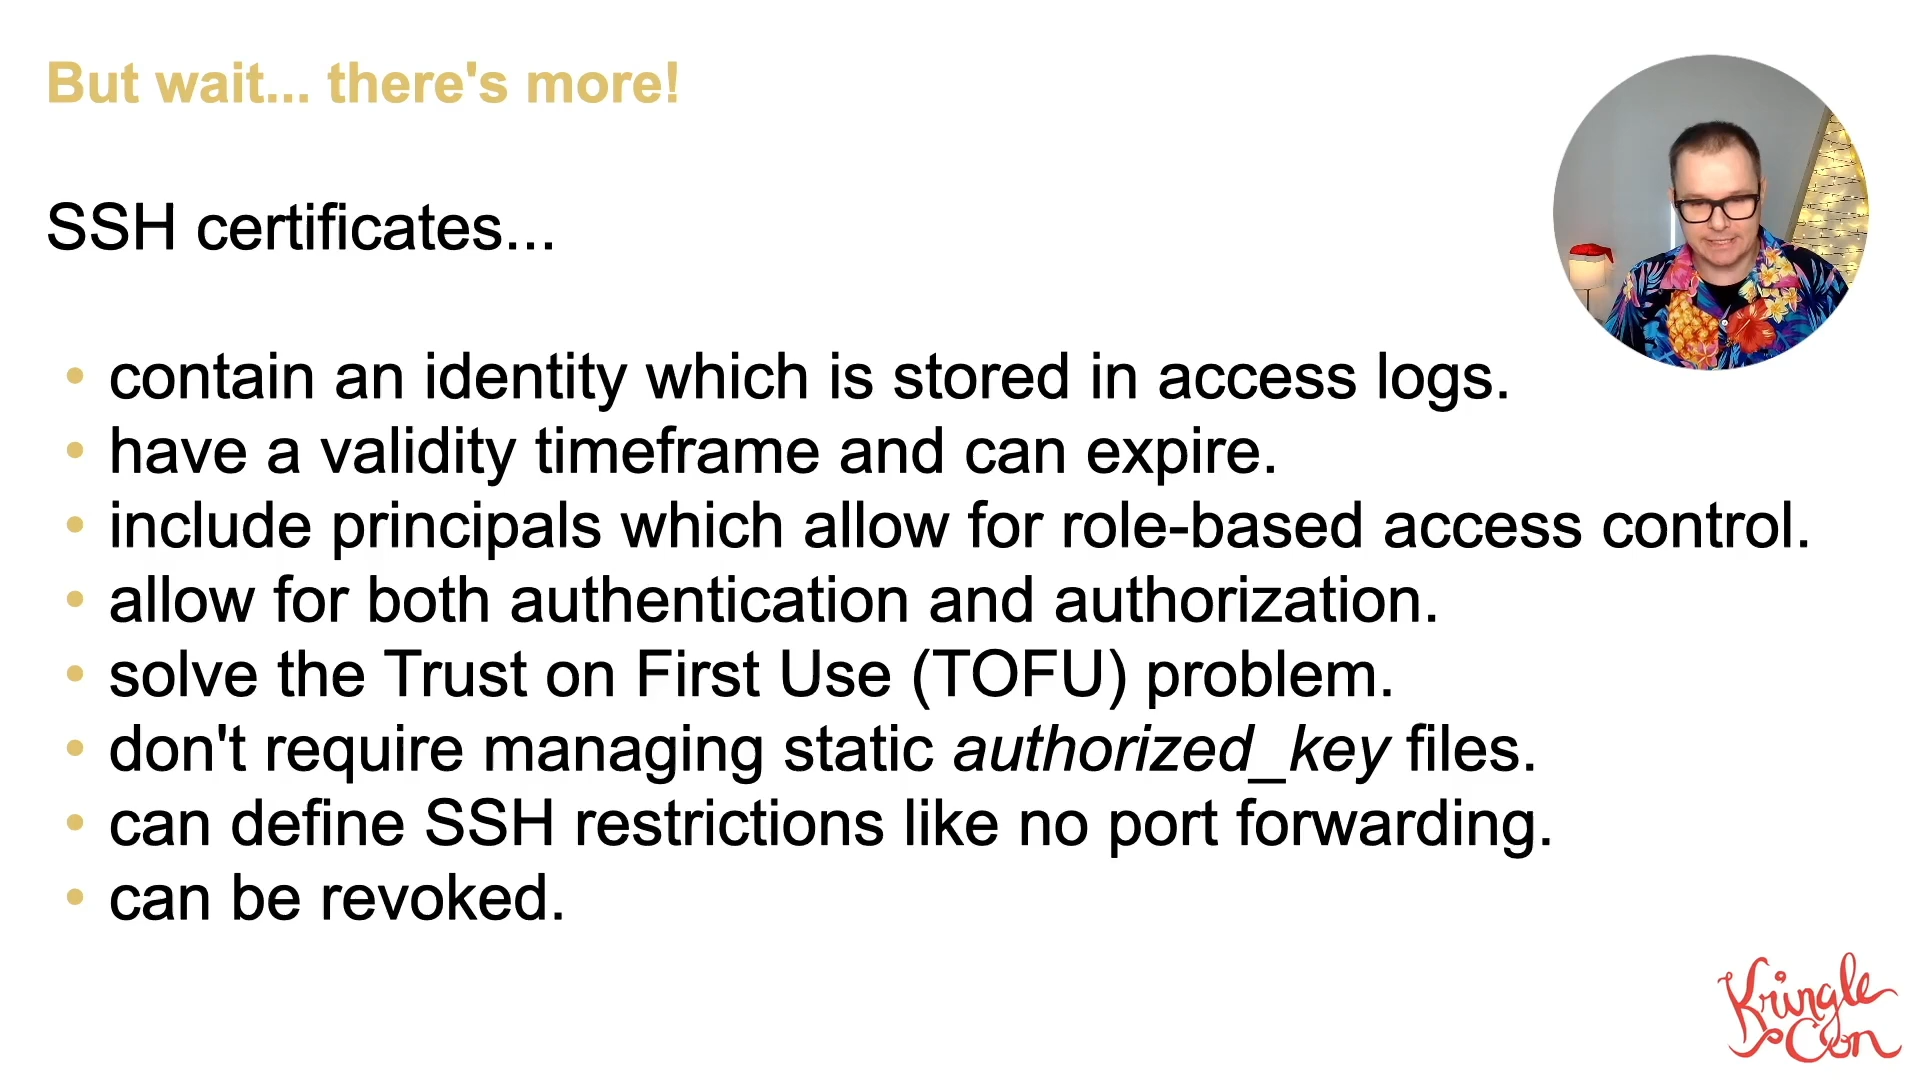 But wait... there's more!
SSH certificates...
• contain an identity which is stored in access logs.
• have a validity timeframe and can expire.
• include principals which allow for role-based access control.
• allow for both authentication and authorization.
• solve the Trust on First Use (TOFU) problem.
• don't require managing static authorized_key files.
• can define SSH restrictions like no port forwarding.
• can be revoked.
Kringle
Con